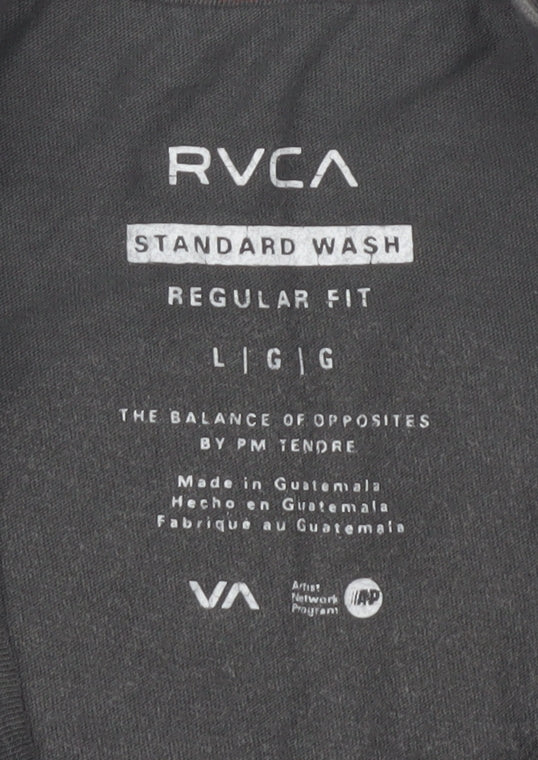 RVCA
STANDARD WASH
REGULAR FIT
L | G | G
THE BALANCE OF OPPOSITES
BY PM TENORE
Made in Guatemala
Hecho en Guatemala
Fabriqué au Guatemala
VA
Artist
Network
Program
ANP